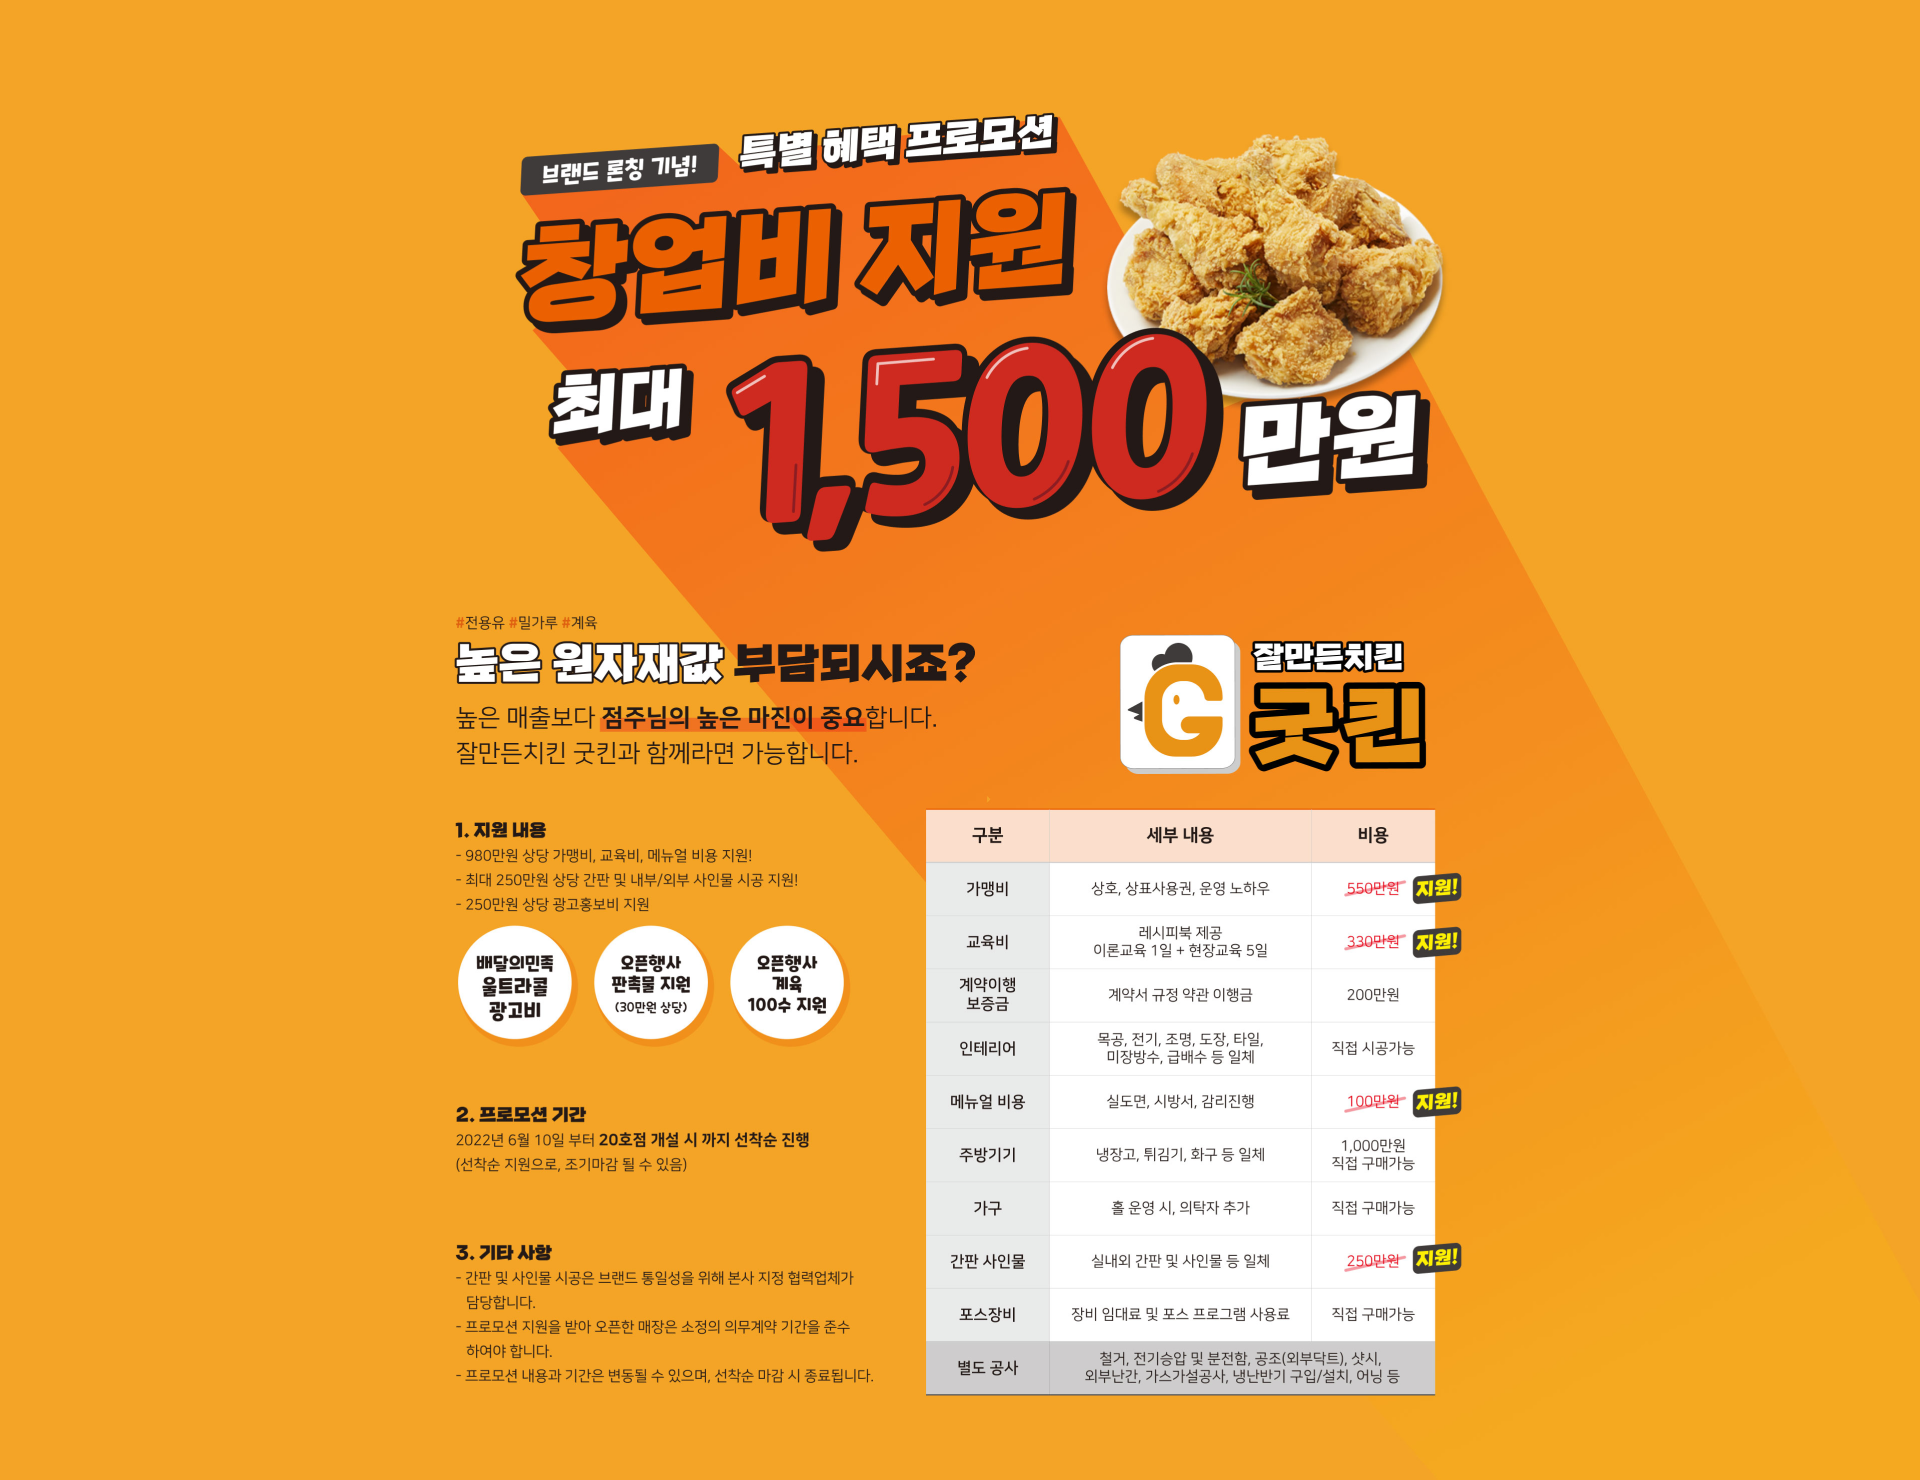 브랜드 론칭 기념!
특별 혜택 프로모션
창업비 지원
최대 1,500 만원
#전용유 #밀가루 #계육
높은 원자재값 부담되시죠?
높은 매출보다 점주님의 높은 마진이 중요합니다.
잘만든치킨 굿킨과 함께라면 가능합니다.
G
잘만든치킨
굿킨
1. 지원 내용
- 980만원 상당 가맹비, 교육비, 메뉴얼 비용 지원!
- 최대 250만원 상당 간판 및 내부/외부 사인물 시공 지원!
- 250만원 상당 광고홍보비 지원
배달의민족
울트라콜
광고비
오픈행사
판촉물 지원
(30만원 상당)
오픈행사
계육
100수 지원
2. 프로모션 기간
2022년 6월 10일 부터 20호점 개설 시 까지 선착순 진행
(선착순 지원으로, 조기마감 될 수 있음)
3. 기타 사항
- 간판 및 사인물 시공은 브랜드 통일성을 위해 본사 지정 협력업체가
담당합니다.
- 프로모션 지원을 받아 오픈한 매장은 소정의 의무계약 기간을 준수
하여야 합니다.
- 프로모션 내용과 기간은 변동될 수 있으며, 선착순 마감 시 종료됩니다.
구분 세부 내용 비용
가맹비 상호, 상표사용권, 운영 노하우 550만원 지원!
교육비 레시피북 제공
이론교육 1일 + 현장교육 5일 330만원 지원!
계약이행
보증금 계약서 규정 약관 이행금 200만원
인테리어 목공, 전기, 조명, 도장, 타일,
미장방수, 급배수 등 일체 직접 시공가능
메뉴얼 비용 실도면, 시방서, 감리진행 100만원 지원!
주방기기 냉장고, 튀김기, 화구 등 일체 1,000만원
직접 구매가능
가구 홀 운영 시, 의탁자 추가 직접 구매가능
간판 사인물 실내외 간판 및 사인물 등 일체 250만원 지원!
포스장비 장비 임대료 및 포스 프로그램 사용료 직접 구매가능
별도 공사 철거, 전기승압 및 분전함, 공조(외부닥트), 샷시,
외부난간, 가스가설공사, 냉난반기 구입/설치, 어닝 등